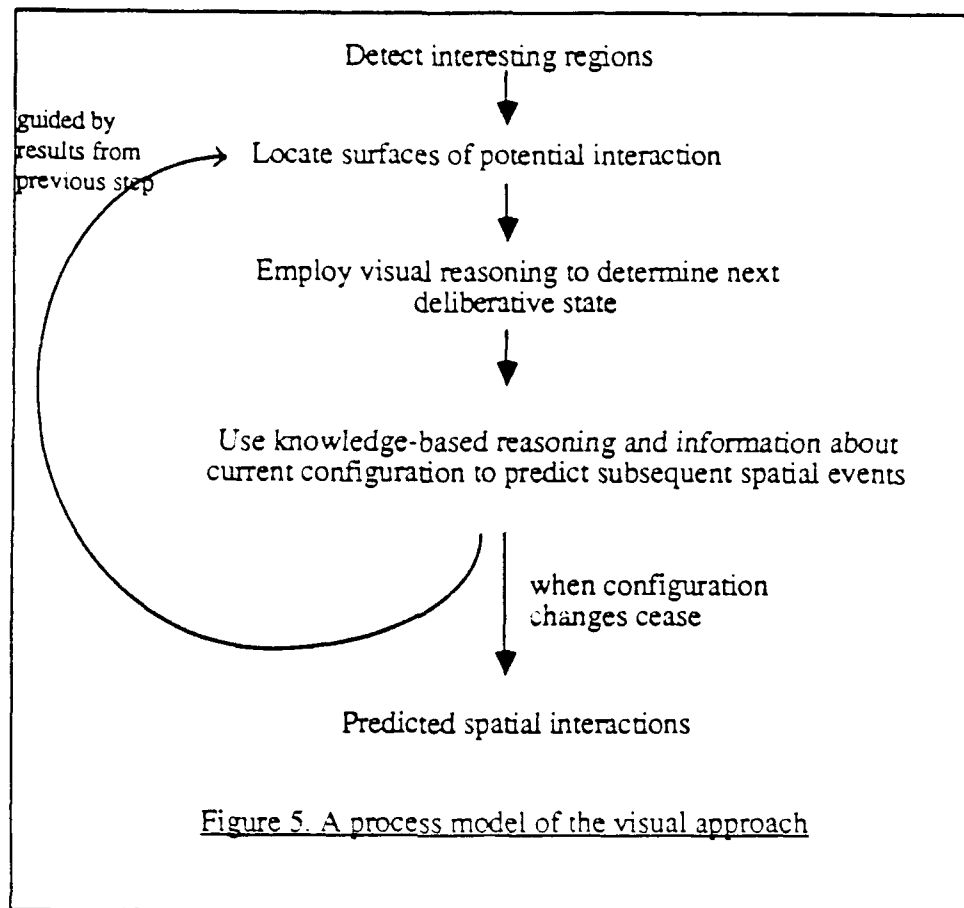 Detect interesting regions
guided by
results from
previous step
Locate surfaces of potential interaction
Employ visual reasoning to determine next
deliberative state
Use knowledge-based reasoning and information about
current configuration to predict subsequent spatial events
when configuration
changes cease
Predicted spatial interactions
Figure 5. A process model of the visual approach